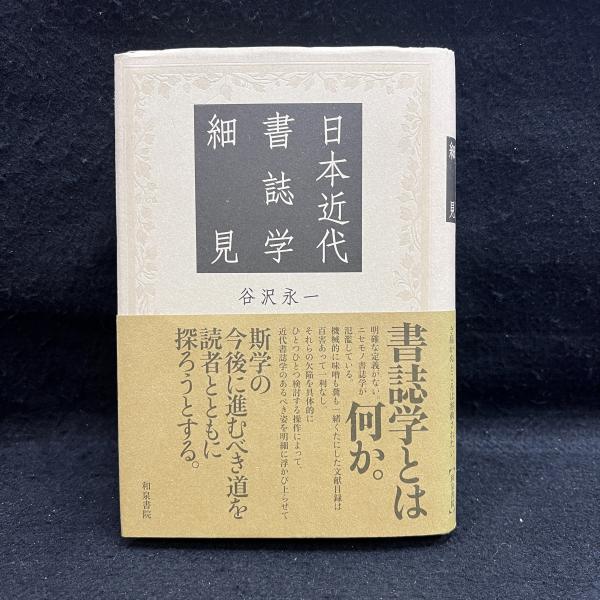 日本近代
書誌学
細見
谷沢永一
書誌学とは
何か。
明確な定義がない、
ニセモノ書誌学が
氾濫している。
機械的に味噌も糞も一緒くたにした文献目録は
百害あって一利なし、
それらの欠陥を具体的に
ひとつひとつ検討する操作によって、
近代書誌学のあるべき姿を明細に浮かび上らせて
斯学の
今後に進むべき道を
読者とともに
探ろうとする。
和泉書院
細見